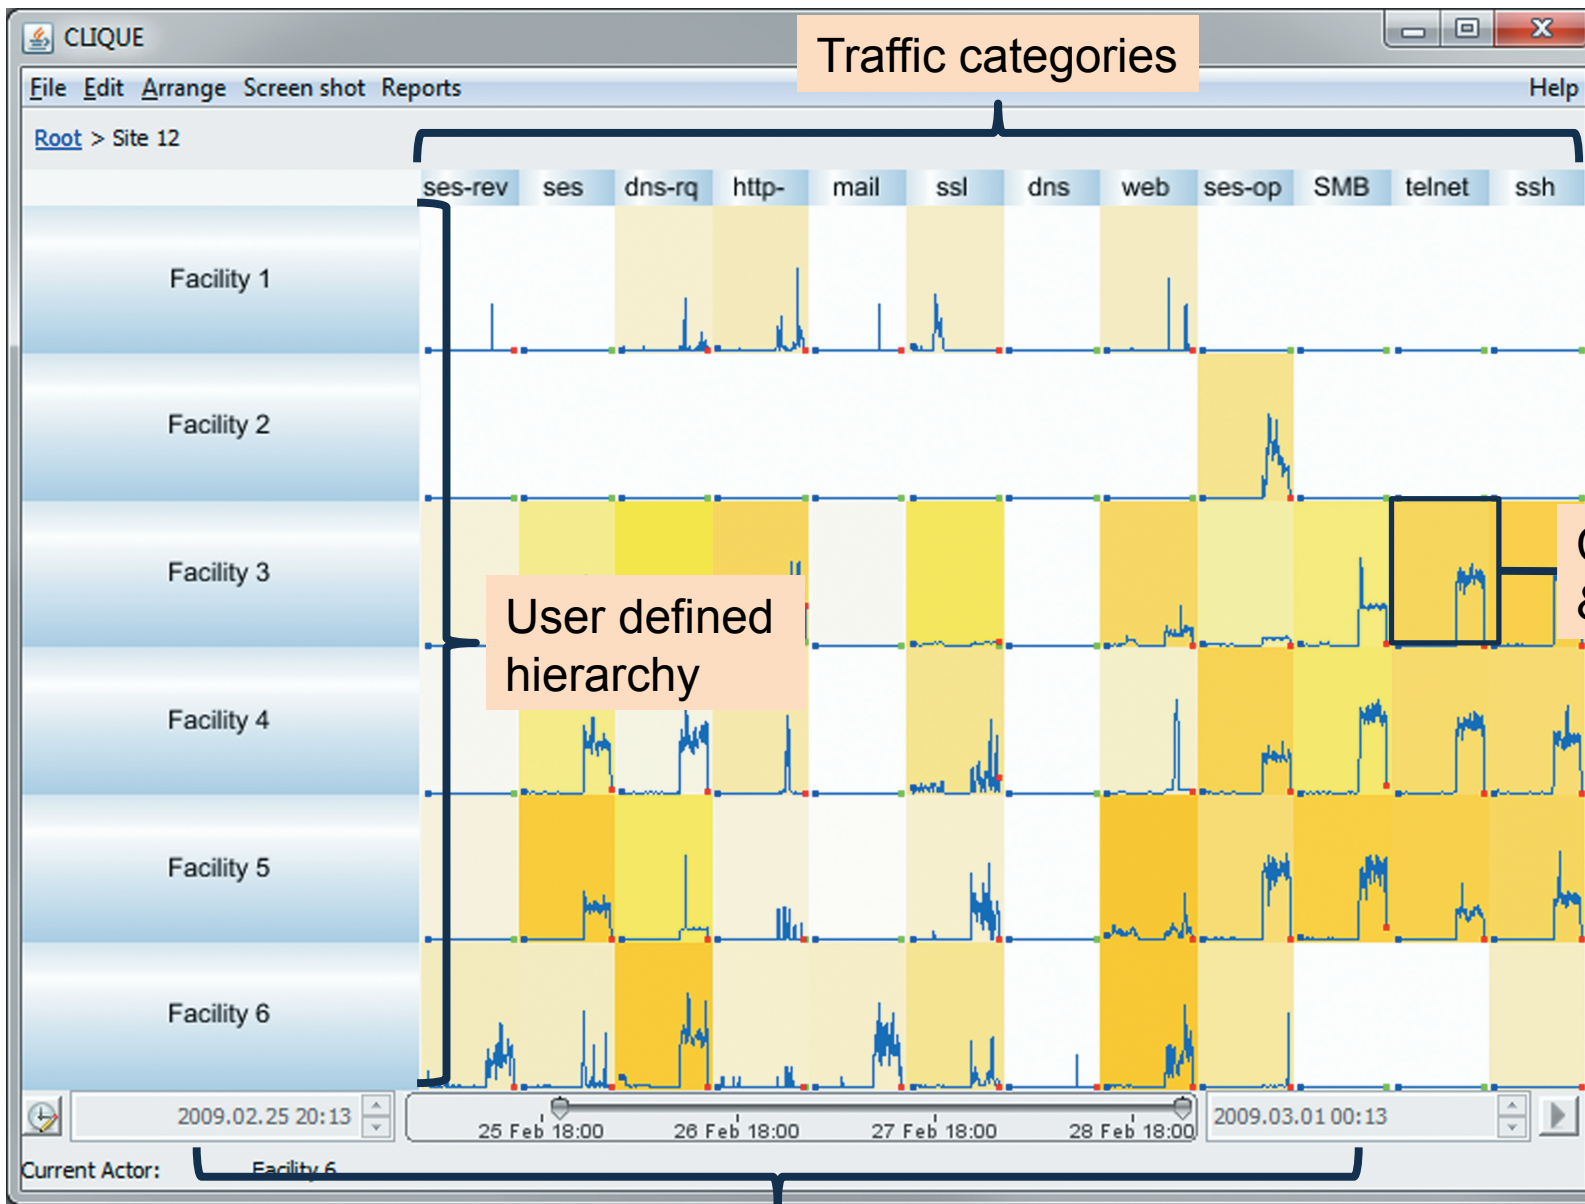 CLIQUE
Traffic categories
File Edit Arrange Screen shot Reports Help
Root > Site 12
ses-rev ses dns-rq http- mail ssl dns web ses-op SMB telnet ssh
Facility 1
Facility 2
Facility 3
User defined
hierarchy
&
Facility 4
Facility 5
Facility 6
2009.02.25 20:13
25 Feb 18:00 26 Feb 18:00 27 Feb 18:00 28 Feb 18:00
2009.03.01 00:13
Current Actor: Facility 6